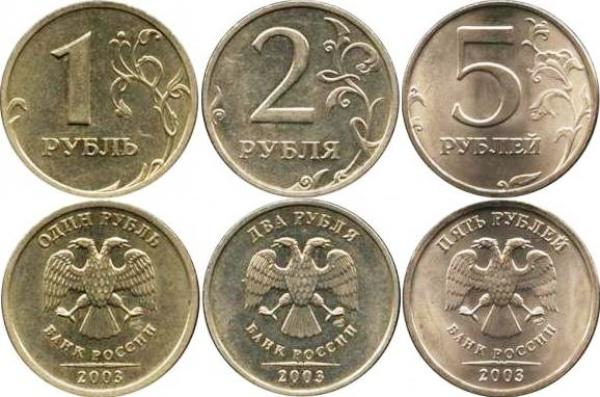 1
РУБЛЬ
2
РУБЛЯ
5
РУБЛЕЙ
ОДИН РУБЛЬ
БАНК РОССИИ
2003
ДВА РУБЛЯ
БАНК РОССИИ
2003
ПЯТЬ РУБЛЕЙ
БАНК РОССИИ
2003